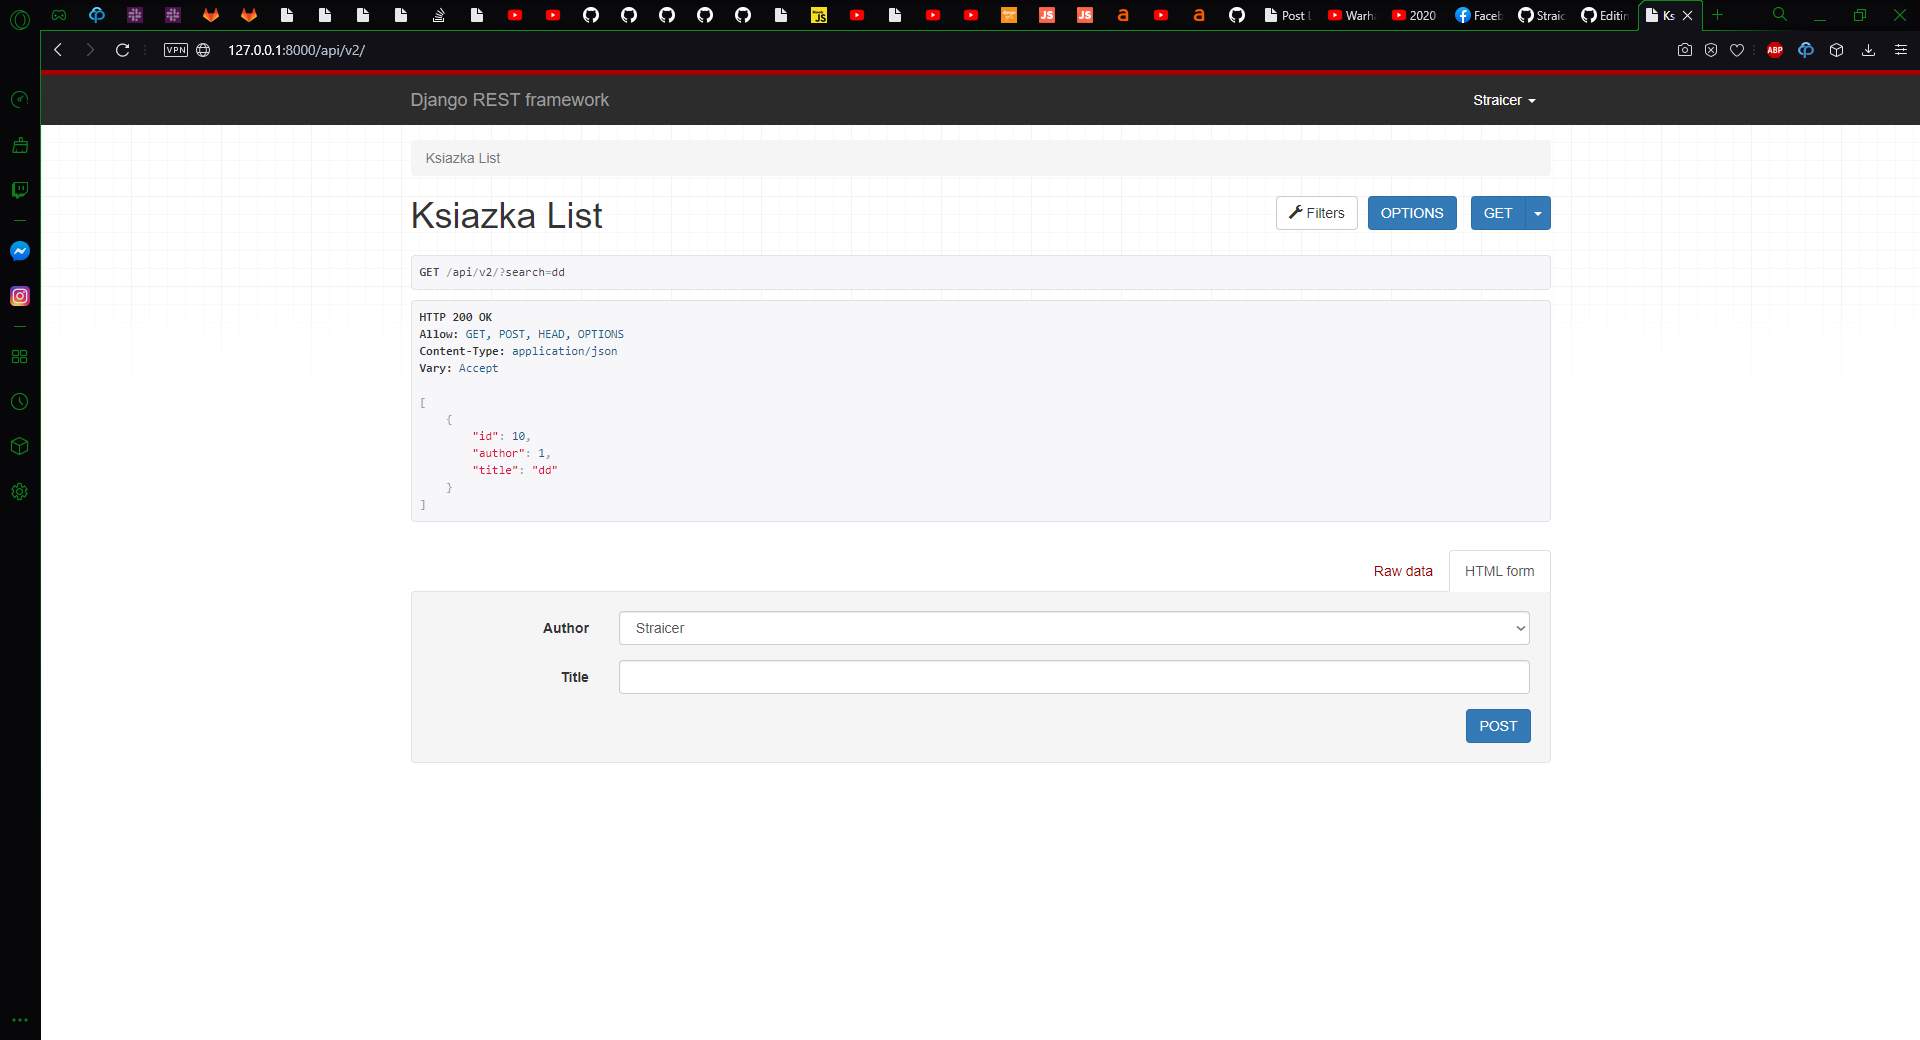 Post
Warh
2020
Faceb
Straic
Editin
Ks
VPN
127.0.0.1:8000/api/v2/
ABP
Django REST framework
Straicer
Ksiazka List
Ksiazka List
Filters
OPTIONS
GET
GET /api/v2/?search=dd
HTTP 200 OK
Allow: GET, POST, HEAD, OPTIONS
Content-Type: application/json
Vary: Accept
[
{
"id": 10,
"author": 1,
"title": "dd"
}
]
Raw data
HTML form
Author
Straicer
Title
POST